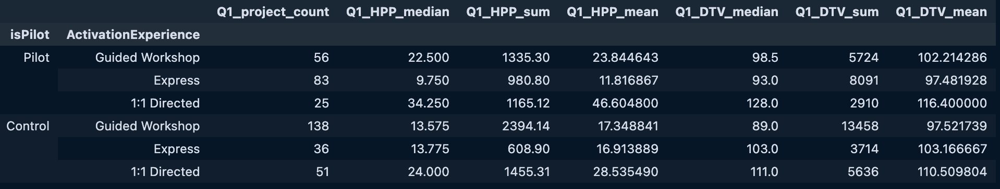 Q1_project_count Q1_HPP_median Q1_HPP_sum Q1_HPP_mean Q1_DTV_median Q1_DTV_sum Q1_DTV_mean
isPilot ActivationExperience
Pilot Guided Workshop 56 22.500 1335.30 23.844643 98.5 5724 102.214286
Express 83 9.750 980.80 11.816867 93.0 8091 97.481928
1:1 Directed 25 34.250 1165.12 46.604800 128.0 2910 116.400000
Control Guided Workshop 138 13.575 2394.14 17.348841 89.0 13458 97.521739
Express 36 13.775 608.90 16.913889 103.0 3714 103.166667
1:1 Directed 51 24.000 1455.31 28.535490 111.0 5636 110.509804